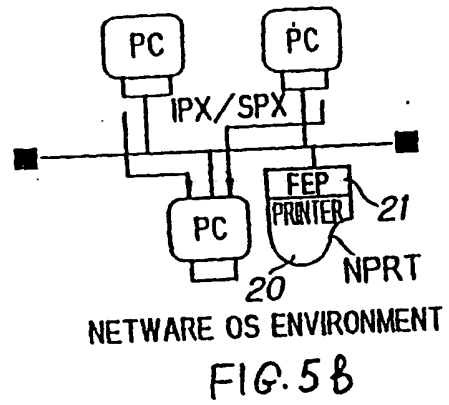 PC
PC
IPX/SPX
PC
FEP
PRINTER
21
20
NPRT
NETWARE OS ENVIRONMENT
FIG. 5B